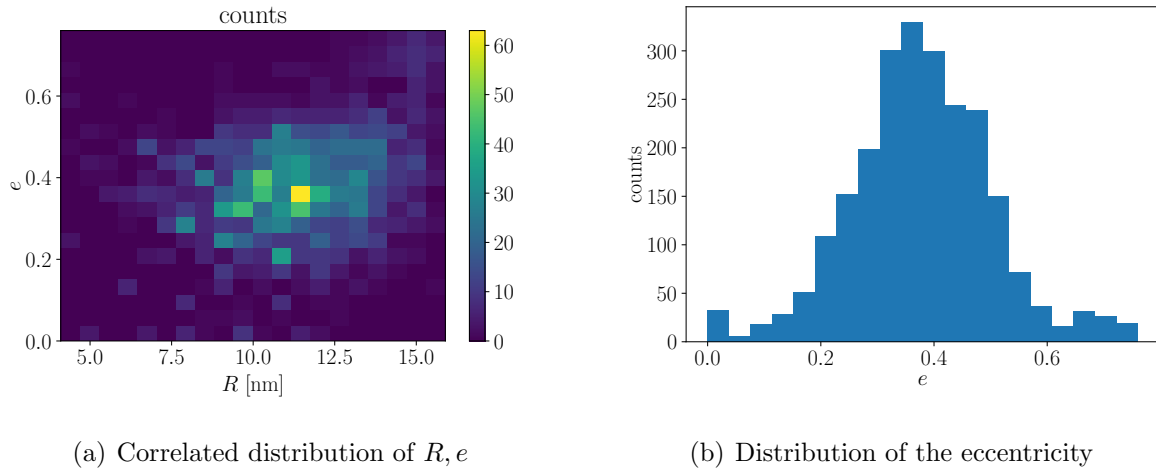 counts
0.6
0.4
0.2
0.0
e
5.0 7.5 10.0 12.5 15.0
R [nm]
60
50
40
30
20
10
0
300
250
200
150
100
50
0
counts
0.0 0.2 0.4 0.6
e
(a) Correlated distribution of R, e
(b) Distribution of the eccentricity